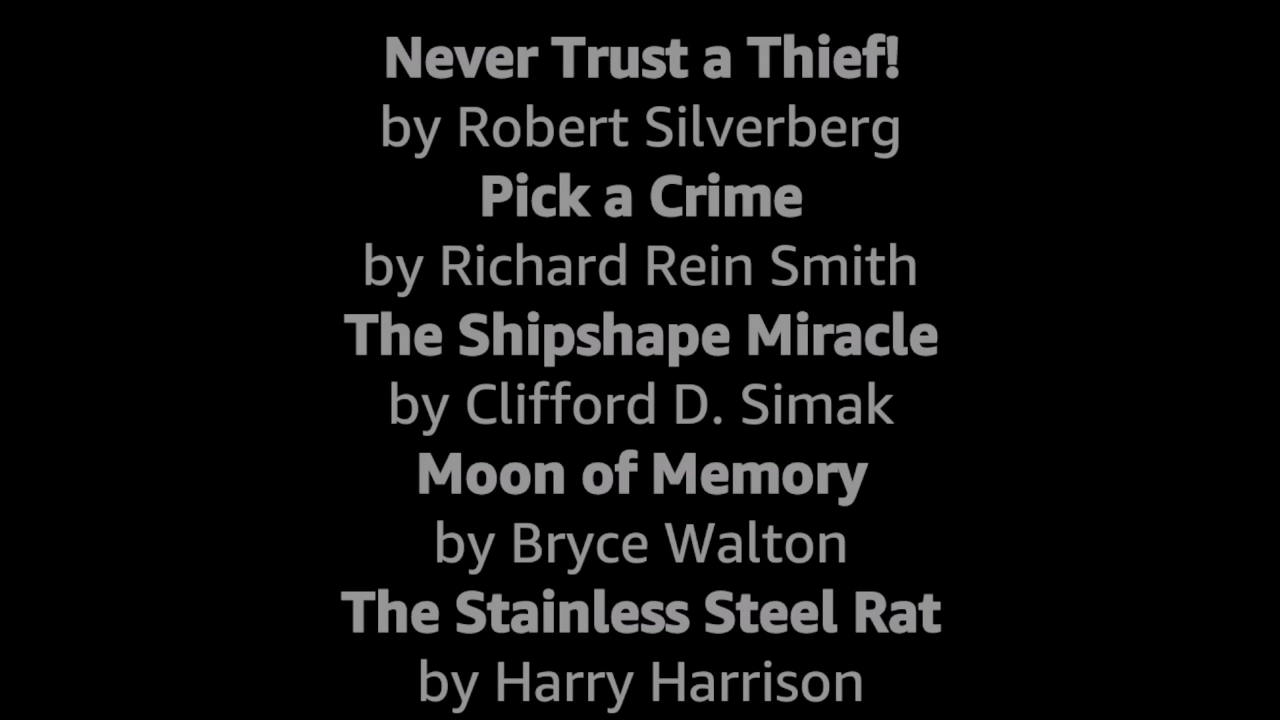 Never Trust a Thief!
by Robert Silverberg
Pick a Crime
by Richard Rein Smith
The Shipshape Miracle
by Clifford D. Simak
Moon of Memory
by Bryce Walton
The Stainless Steel Rat
by Harry Harrison